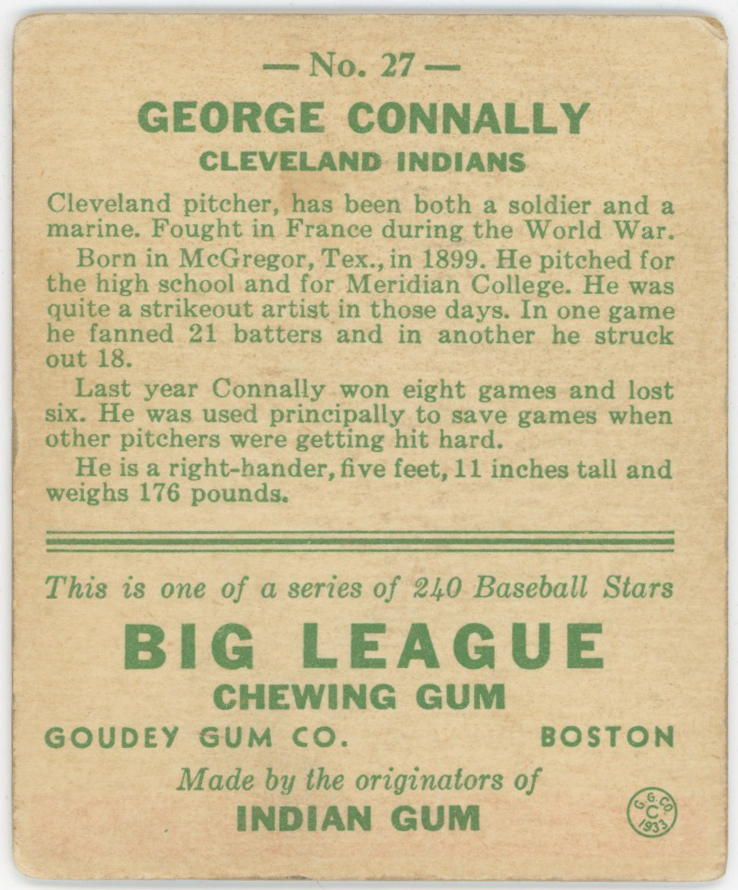 — No. 27 —
GEORGE CONNALLY
CLEVELAND INDIANS
Cleveland pitcher, has been both a soldier and a
marine. Fought in France during the World War.
Born in McGregor, Tex., in 1899. He pitched for
the high school and for Meridian College. He was
quite a strikeout artist in those days. In one game
he fanned 21 batters and in another he struck
out 18.
Last year Connally won eight games and lost
six. He was used principally to save games when
other pitchers were getting hit hard.
He is a right-hander, five feet, 11 inches tall and
weighs 176 pounds.
This is one of a series of 240 Baseball Stars
BIG LEAGUE
CHEWING GUM
GOUDEY GUM CO. BOSTON
Made by the originators of
INDIAN GUM
G.G.CO
C
1933